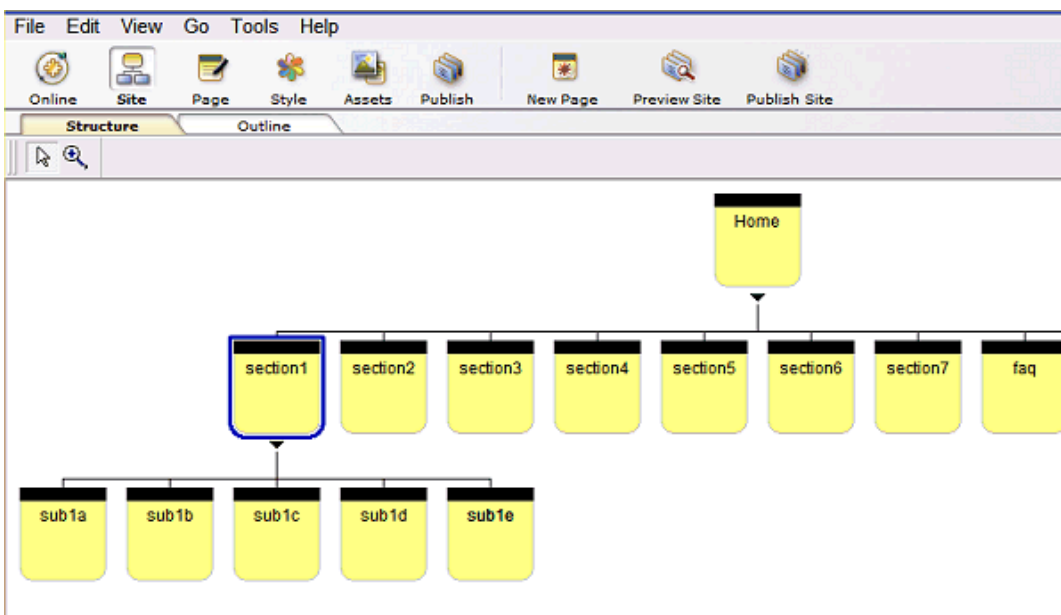 File Edit View Go Tools Help
Online Site Page Style Assets Publish New Page Preview Site Publish Site
Structure Outline
Home
section1 section2 section3 section4 section5 section6 section7 faq
sub1a sub1b sub1c sub1d sub1e